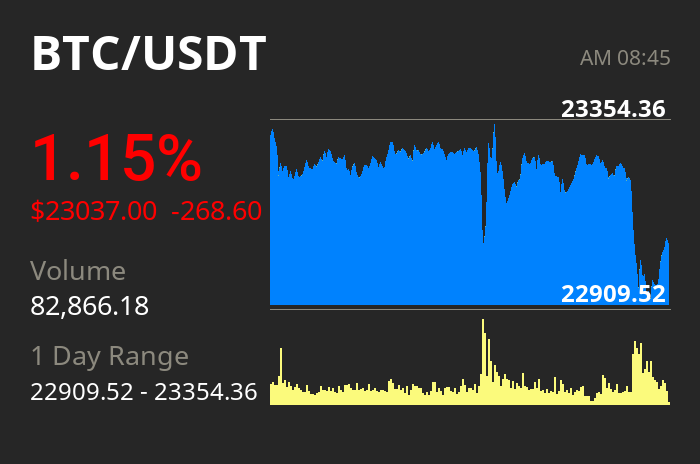 BTC/USDT
AM 08:45
1.15%
$23037.00 -268.60
Volume
82,866.18
1 Day Range
22909.52 - 23354.36
23354.36
22909.52